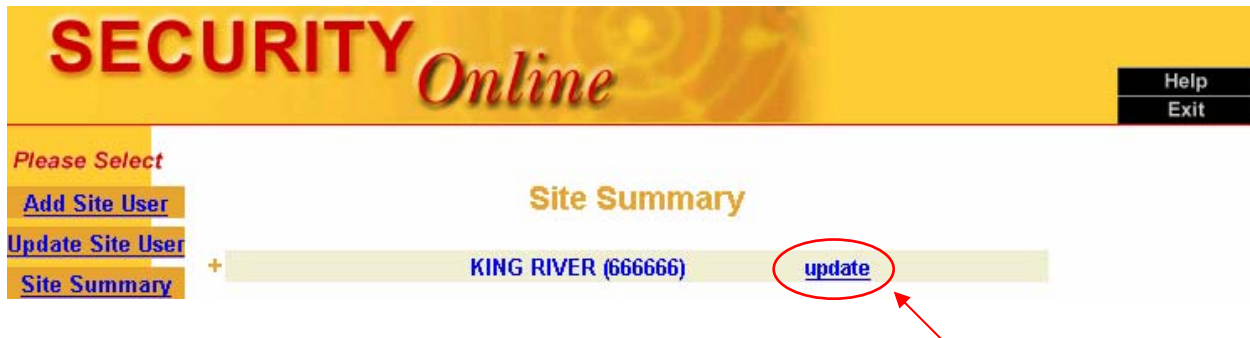 SECURITY Online
Help
Exit
Please Select
Add Site User
Update Site User
Site Summary
Site Summary
+ KING RIVER (666666) update